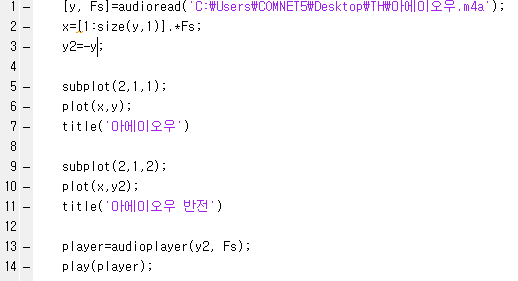 1 – [y, Fs]=audioread('C:₩Users₩COMNET5₩Desktop₩TH₩아에이오우.m4a');
2 – x=[1:size(y,1)].*Fs;
3 – y2=-y;
4
5 – subplot(2,1,1);
6 – plot(x,y);
7 – title('아에이오우')
8
9 – subplot(2,1,2);
10 – plot(x,y2);
11 – title('아에이오우 반전')
12
13 – player=audioplayer(y2, Fs);
14 – play(player);